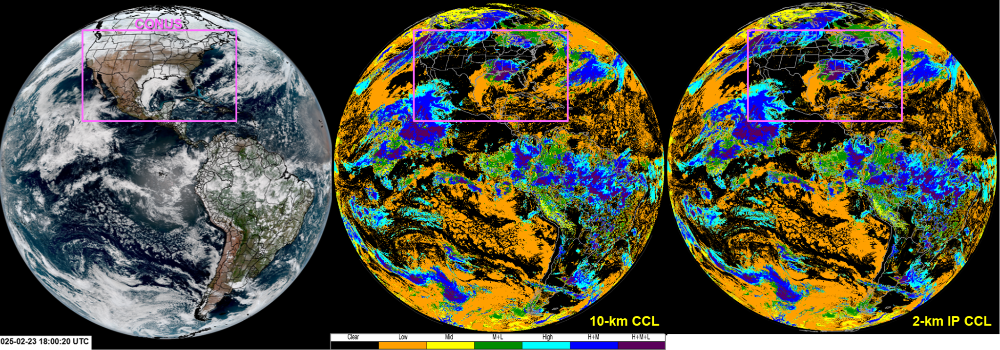 CONUS
10-km CCL
2-km IP CCL
025-02-23 18:00:20 UTC
Clear Low Mid M+L High H+M H+M+L